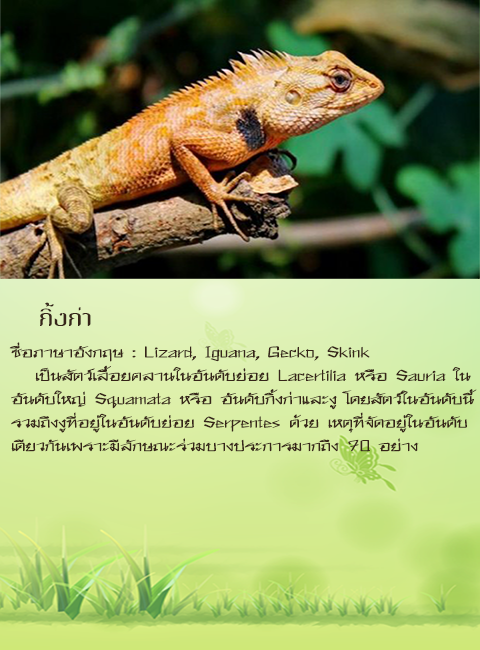 กิ้งก่า
ชื่อภาษาอังกฤษ : Lizard, Iguana, Gecko, Skink
เป็นสัตว์เลื้อยคลานในอันดับย่อย Lacertilia หรือ Sauria ใน
อันดับใหญ่ Squamata หรือ อันดับกิ้งก่าและงู โดยสัตว์ในอันดับนี้
รวมถึงงูที่อยู่ในอันดับย่อย Serpentes ด้วย เหตุที่จัดอยู่ในอันดับ
เดียวกันเพราะมีลักษณะร่วมบางประการมากถึง 70 อย่าง